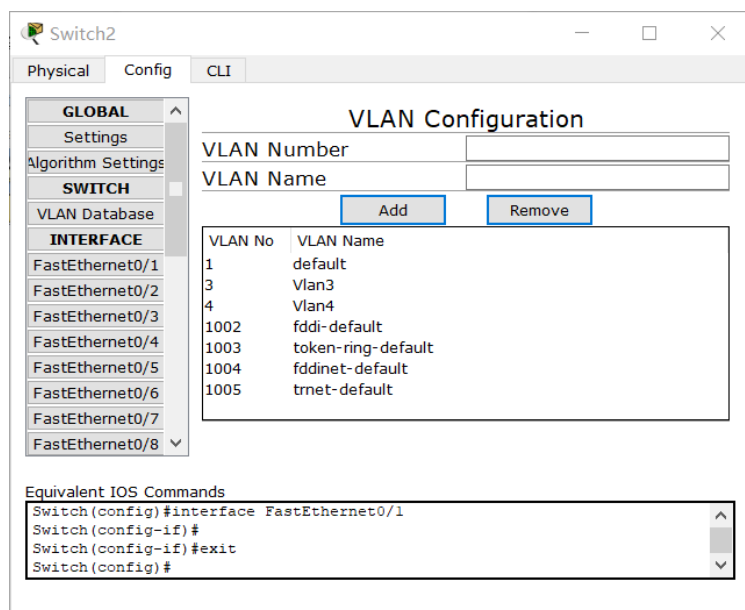 Switch2
Physical Config CLI
GLOBAL
Settings
Algorithm Settings
SWITCH
VLAN Database
INTERFACE
FastEthernet0/1
FastEthernet0/2
FastEthernet0/3
FastEthernet0/4
FastEthernet0/5
FastEthernet0/6
FastEthernet0/7
FastEthernet0/8
VLAN Configuration
VLAN Number
VLAN Name
Add Remove
VLAN No VLAN Name
1 default
3 Vlan3
4 Vlan4
1002 fddi-default
1003 token-ring-default
1004 fddinet-default
1005 trnet-default
Equivalent IOS Commands
Switch(config)#interface FastEthernet0/1
Switch(config-if)#
Switch(config-if)#exit
Switch(config)#